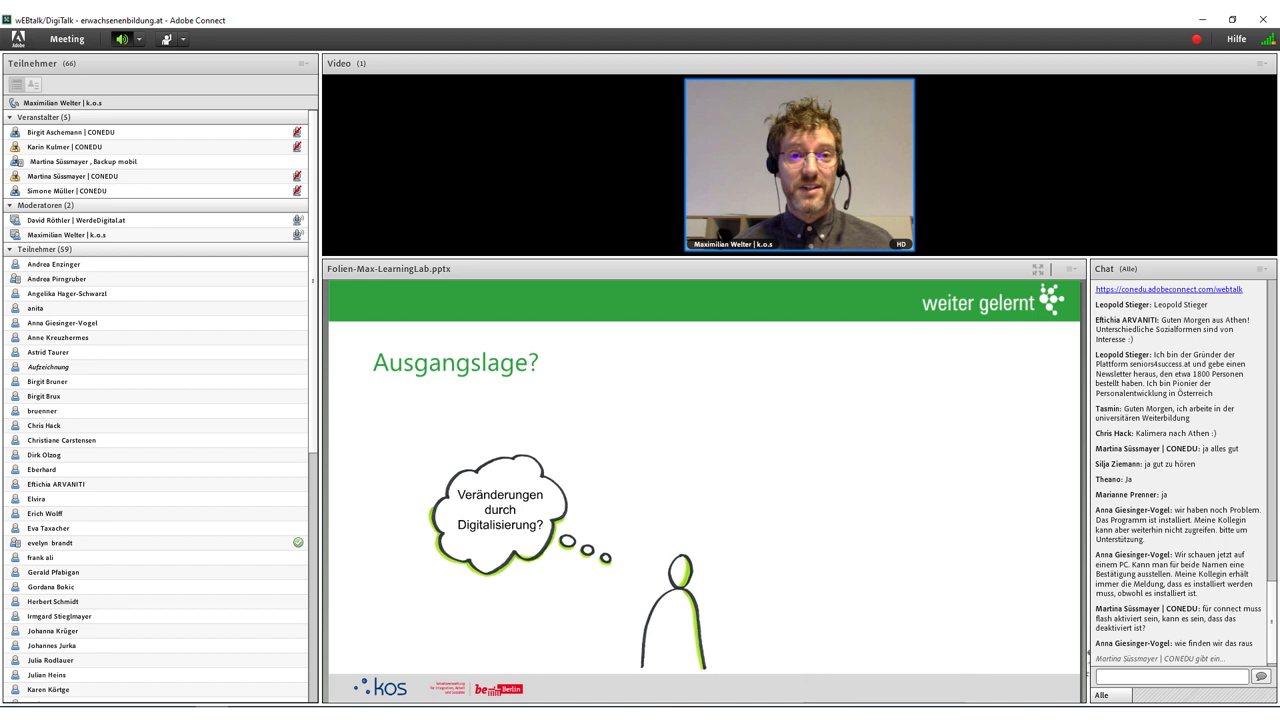 wEBtalk/DigiTalk - erwachsenenbildung.at - Adobe Connect
Adobe
Meeting
Hilfe
Teilnehmer (66)
Maximilian Welter | k.o.s
Veranstalter (5)
Birgit Aschemann | CONEDU
Karin Kulmer | CONEDU
Martina Süssmayer , Backup mobil
Martina Süssmayer | CONEDU
Simone Müller | CONEDU
Moderatoren (2)
David Röthler | WerdeDigital.at
Maximilian Welter | k.o.s
Teilnehmer (59)
Andrea Enzinger
Andrea Pirngruber
Angelika Hager-Schwarzl
anita
Anna Giesinger-Vogel
Anne Kreuzhermes
Astrid Taurer
Aufzeichnung
Birgit Bruner
Birgit Brux
bruenner
Chris Hack
Christiane Carstensen
Dirk Olzog
Eberhard
Eftichia ARVANITI
Elvira
Erich Wolff
Eva Taxacher
evelyn brandt
frank ali
Gerald Pfabigan
Gordana Bokic
Herbert Schmidt
Irmgard Stieglmayer
Johanna Krüger
Johannes Jurka
Julia Rodlauer
Julian Heins
Karen Körtge
Video (1)
Maximilian Welter | k.o.s
HD
Folien-Max-LearningLab.pptx
weiter gelernt
Ausgangslage?
Veränderungen
durch
Digitalisierung?
kos
Senatsverwaltung
für Integration, Arbeit
und Soziales
be Berlin
Chat (Alle)
https://conedu.adobeconnect.com/webtalk
Leopold Stieger: Leopold Stieger
Eftichia ARVANITI: Guten Morgen aus Athen!
Unterschiedliche Sozialformen sind von
Interesse :)
Leopold Stieger: Ich bin der Gründer der
Plattform seniors4success.at und gebe einen
Newsletter heraus, den etwa 1800 Personen
bestellt haben. Ich bin Pionier der
Personalentwicklung in Österreich
Tasmin: Guten Morgen, ich arbeite in der
universitären Weiterbildung
Chris Hack: Kalimera nach Athen :)
Martina Süssmayer | CONEDU: ja alles gut
Silja Ziemann: ja gut zu hören
Theano: Ja
Marianne Prenner: ja
Anna Giesinger-Vogel: wir haben noch Problem.
Das Programm ist installiert. Meine Kollegin
kann aber weiterhin nicht zugreifen. bitte um
Unterstützung.
Anna Giesinger-Vogel: Wir schauen jetzt auf
einem PC. Kann man für beide Namen eine
Bestätigung ausstellen. Meine Kollegin erhält
immer die Meldung, dass es installiert werden
muss, obwohl es installiert ist.
Martina Süssmayer | CONEDU: für connect muss
flash aktiviert sein, kann es sein, dass das
deaktiviert ist?
Anna Giesinger-Vogel: wie finden wir das raus
Martina Süssmayer | CONEDU gibt ein...
Alle